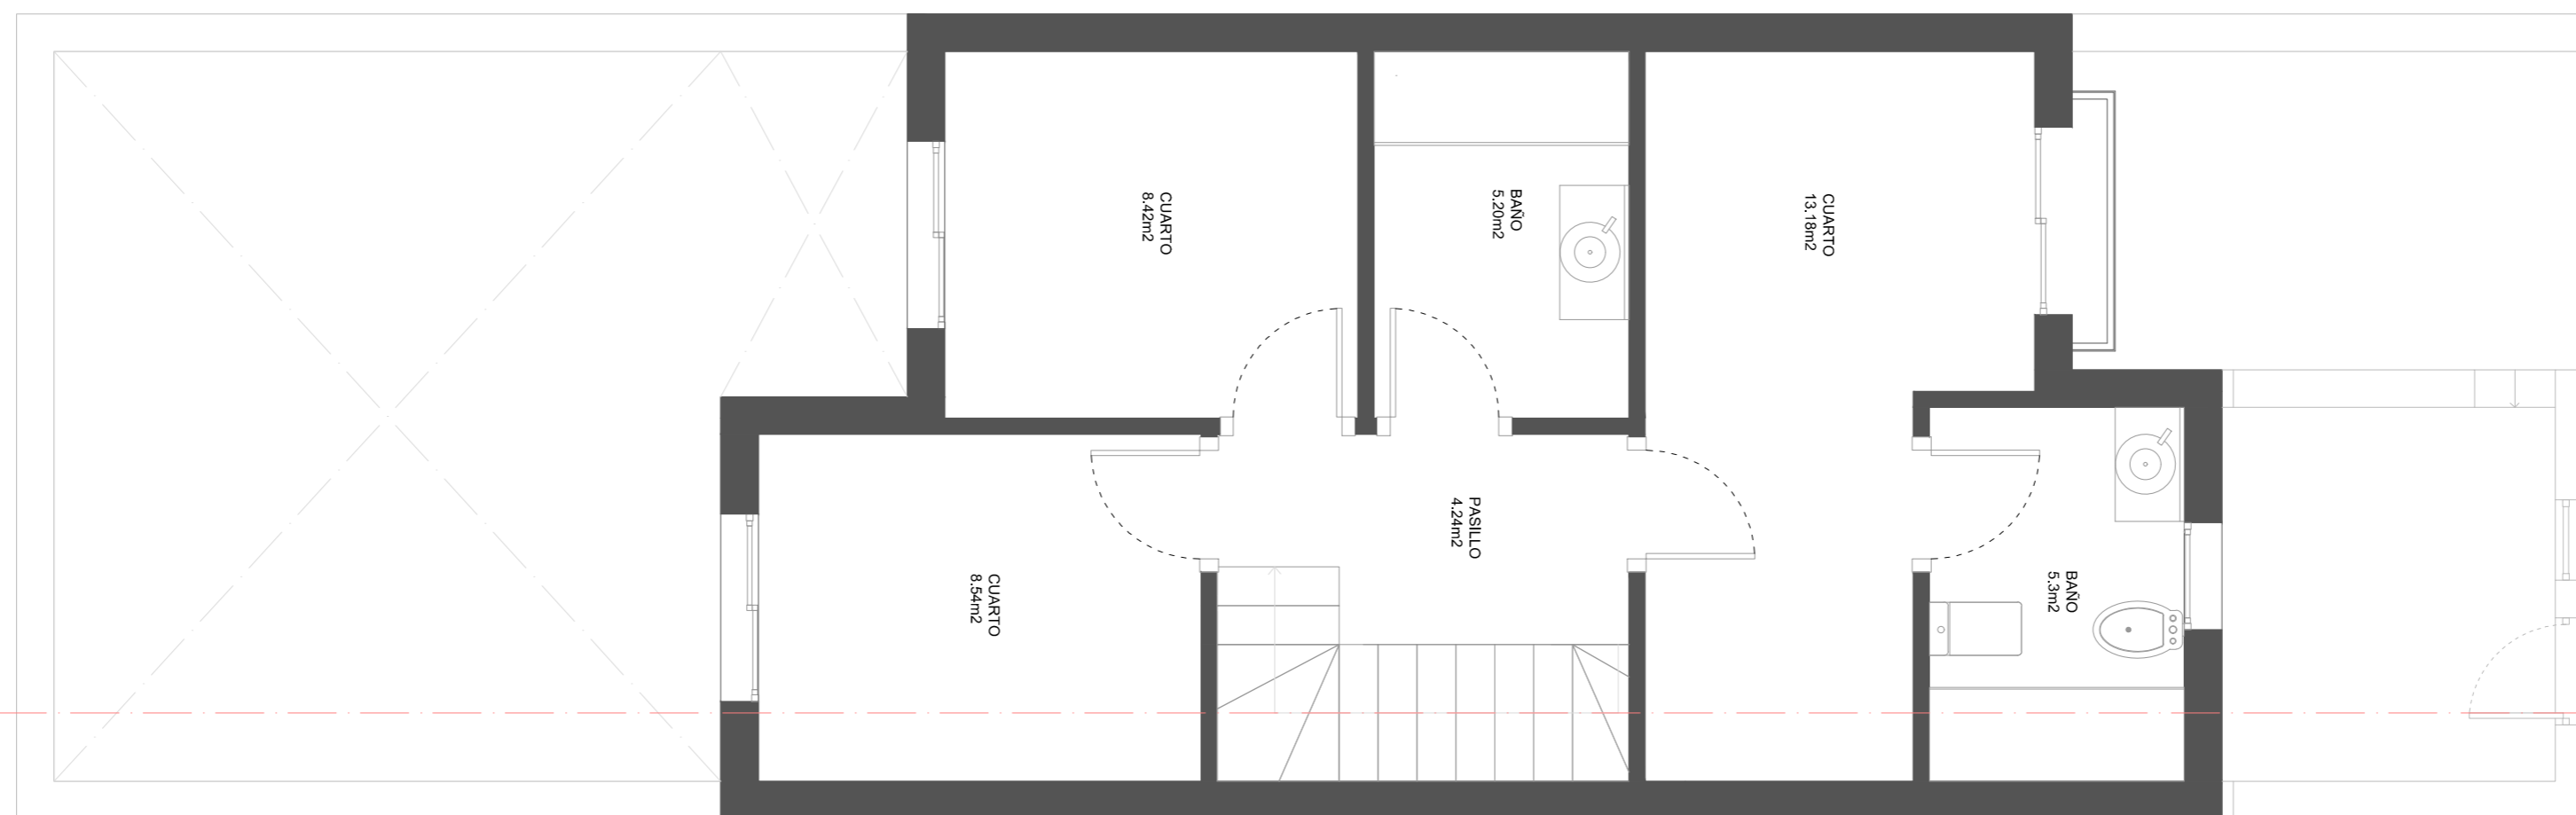 CUARTO
8.42m2
BAÑO
5.20m2
CUARTO
13.18m2
PASILLO
4.24m2
CUARTO
8.54m2
BAÑO
5.3m2